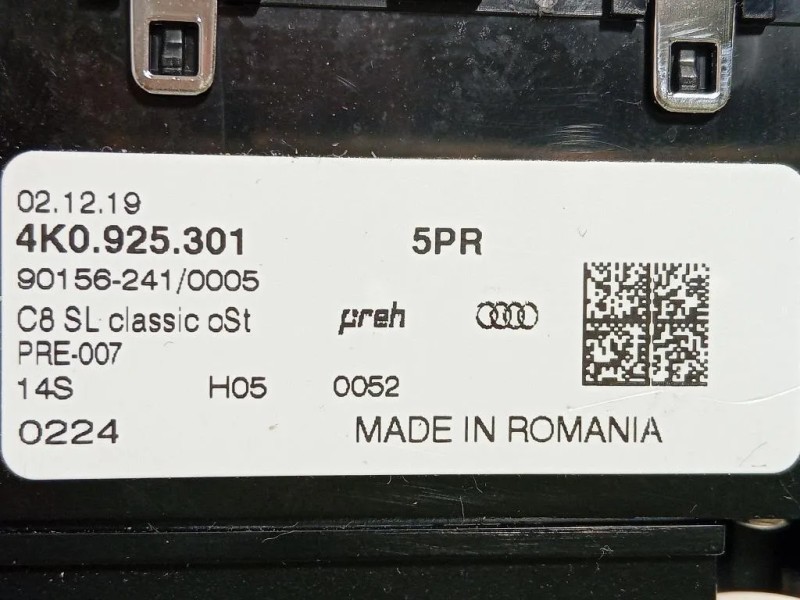 02.12.19
4K0.925.301 5PR
90156-241/0005
C8 SL classic oSt preh
PRE-007
14S H05 0052
0224 MADE IN ROMANIA